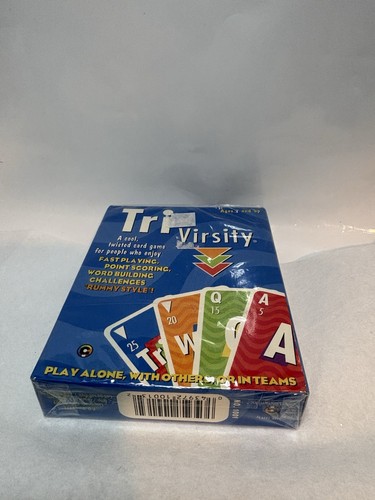 Tri
Virsity
Ages 8 and up
A cool,
twisted card game
for people who enjoy
FAST PLAYING,
POINT SCORING,
WORD BUILDING
CHALLENGES
"RUMMY STYLE"!
25
Tri
20
W
Q
15
A
5
A
PLAY ALONE, WITH OTHERS, OR IN TEAMS